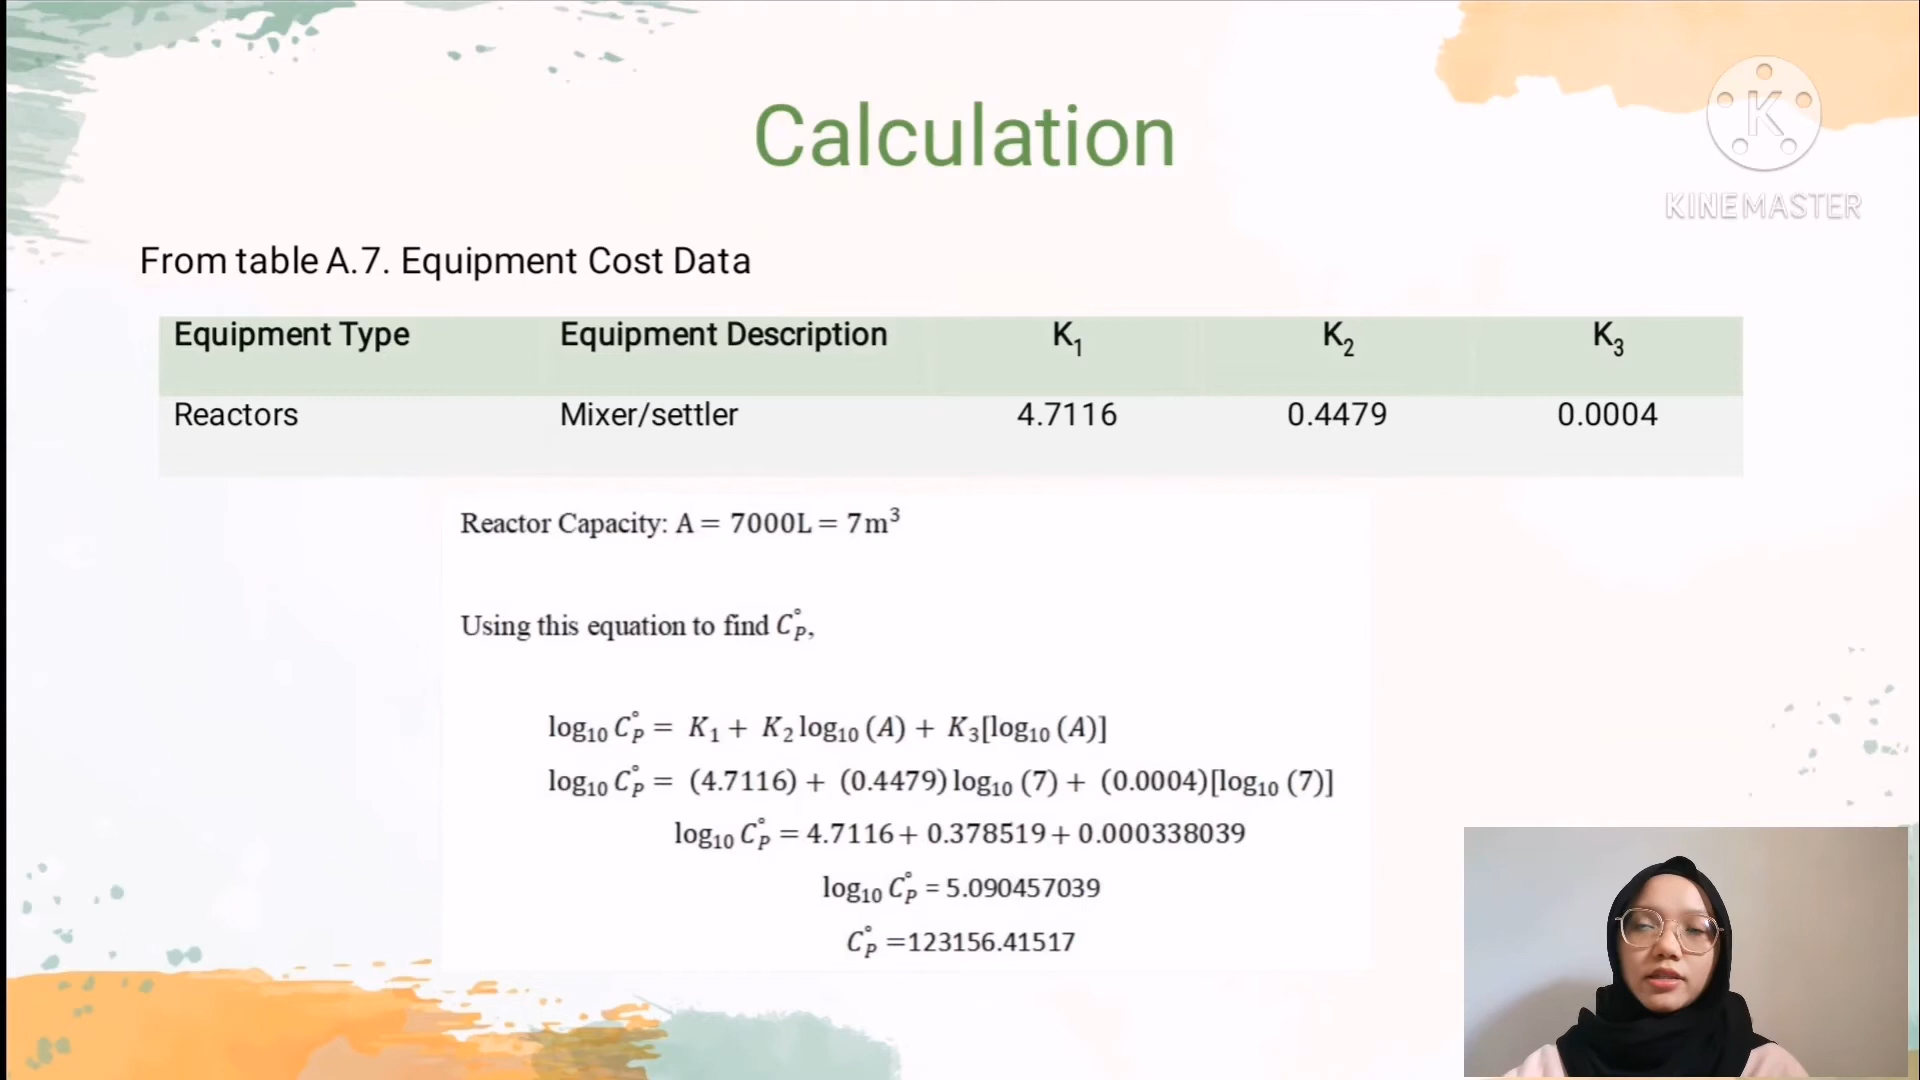 Calculation
K
KINEMASTER
From table A.7. Equipment Cost Data
Equipment Type Equipment Description K₁ K₂ K₃
Reactors Mixer/settler 4.7116 0.4479 0.0004
Reactor Capacity: A = 7000L = 7m³
Using this equation to find C°ₚ,
log₁₀ C°ₚ = K₁ + K₂ log₁₀ (A) + K₃[log₁₀ (A)]
log₁₀ C°ₚ = (4.7116) + (0.4479) log₁₀ (7) + (0.0004)[log₁₀ (7)]
log₁₀ C°ₚ = 4.7116 + 0.378519 + 0.000338039
log₁₀ C°ₚ = 5.090457039
C°ₚ =123156.41517